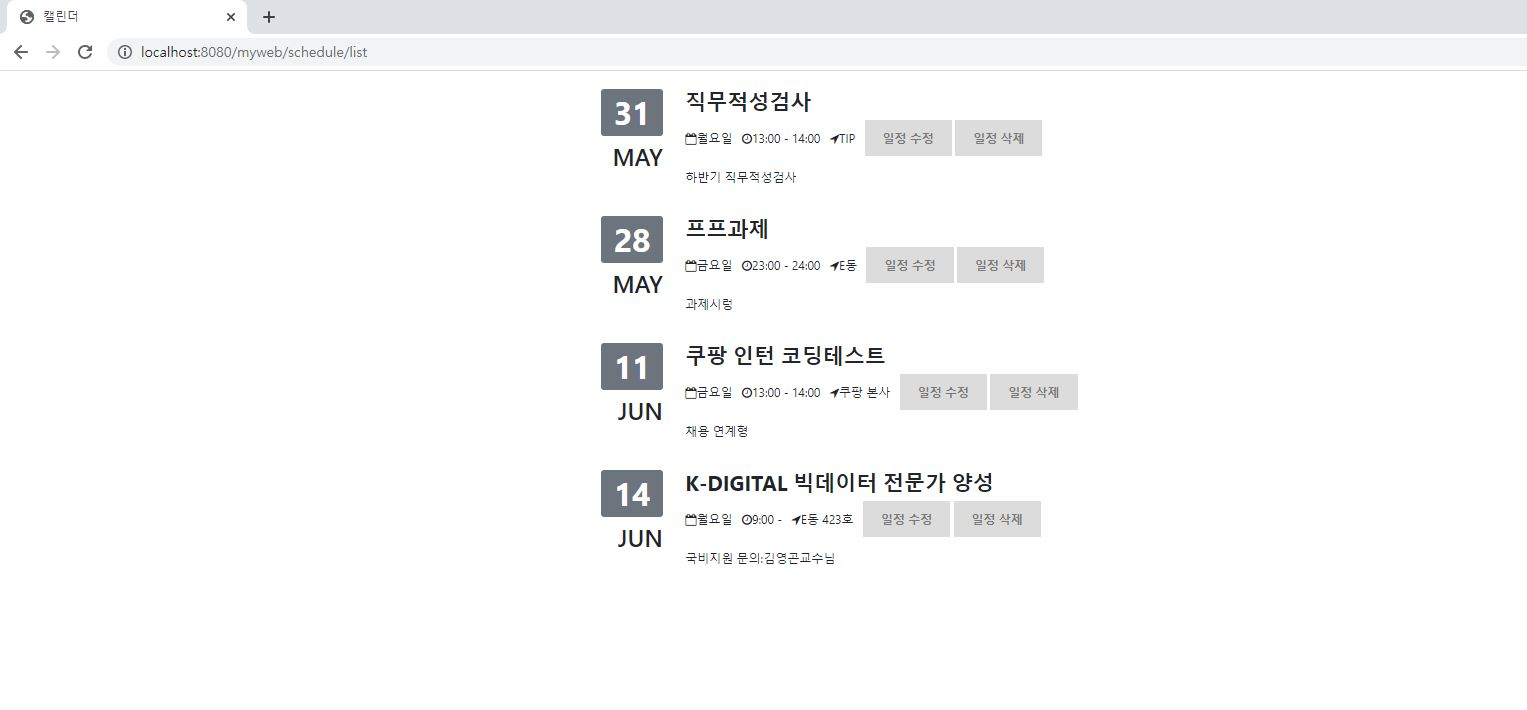 캘린더
localhost:8080/myweb/schedule/list
31
MAY
직무적성검사
월요일 13:00 - 14:00 TIP 일정 수정 일정 삭제
하반기 직무적성검사
28
MAY
프프과제
금요일 23:00 - 24:00 E동 일정 수정 일정 삭제
과제시렁
11
JUN
쿠팡 인턴 코딩테스트
금요일 13:00 - 14:00 쿠팡 본사 일정 수정 일정 삭제
채용 연계형
14
JUN
K-DIGITAL 빅데이터 전문가 양성
월요일 9:00 - E동 423호 일정 수정 일정 삭제
국비지원 문의:김영곤교수님